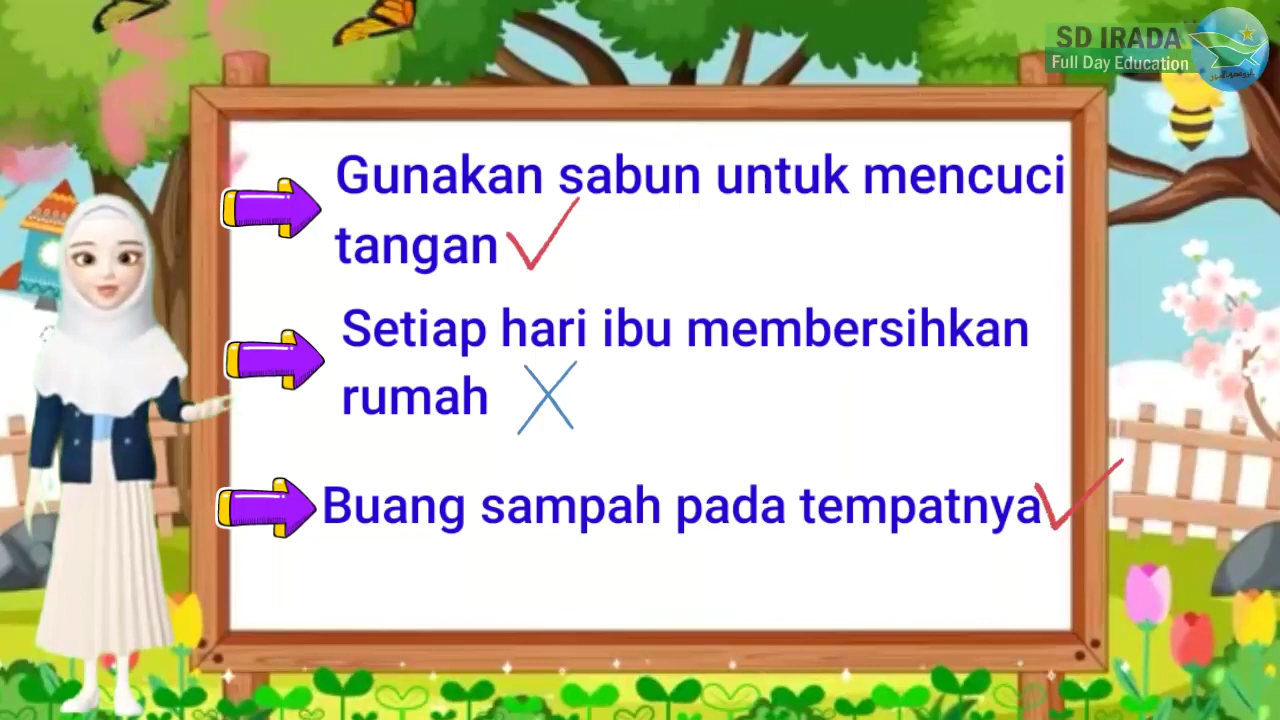 SD IRADA
Full Day Education
Gunakan sabun untuk mencuci
tangan
Setiap hari ibu membersihkan
rumah
Buang sampah pada tempatnya